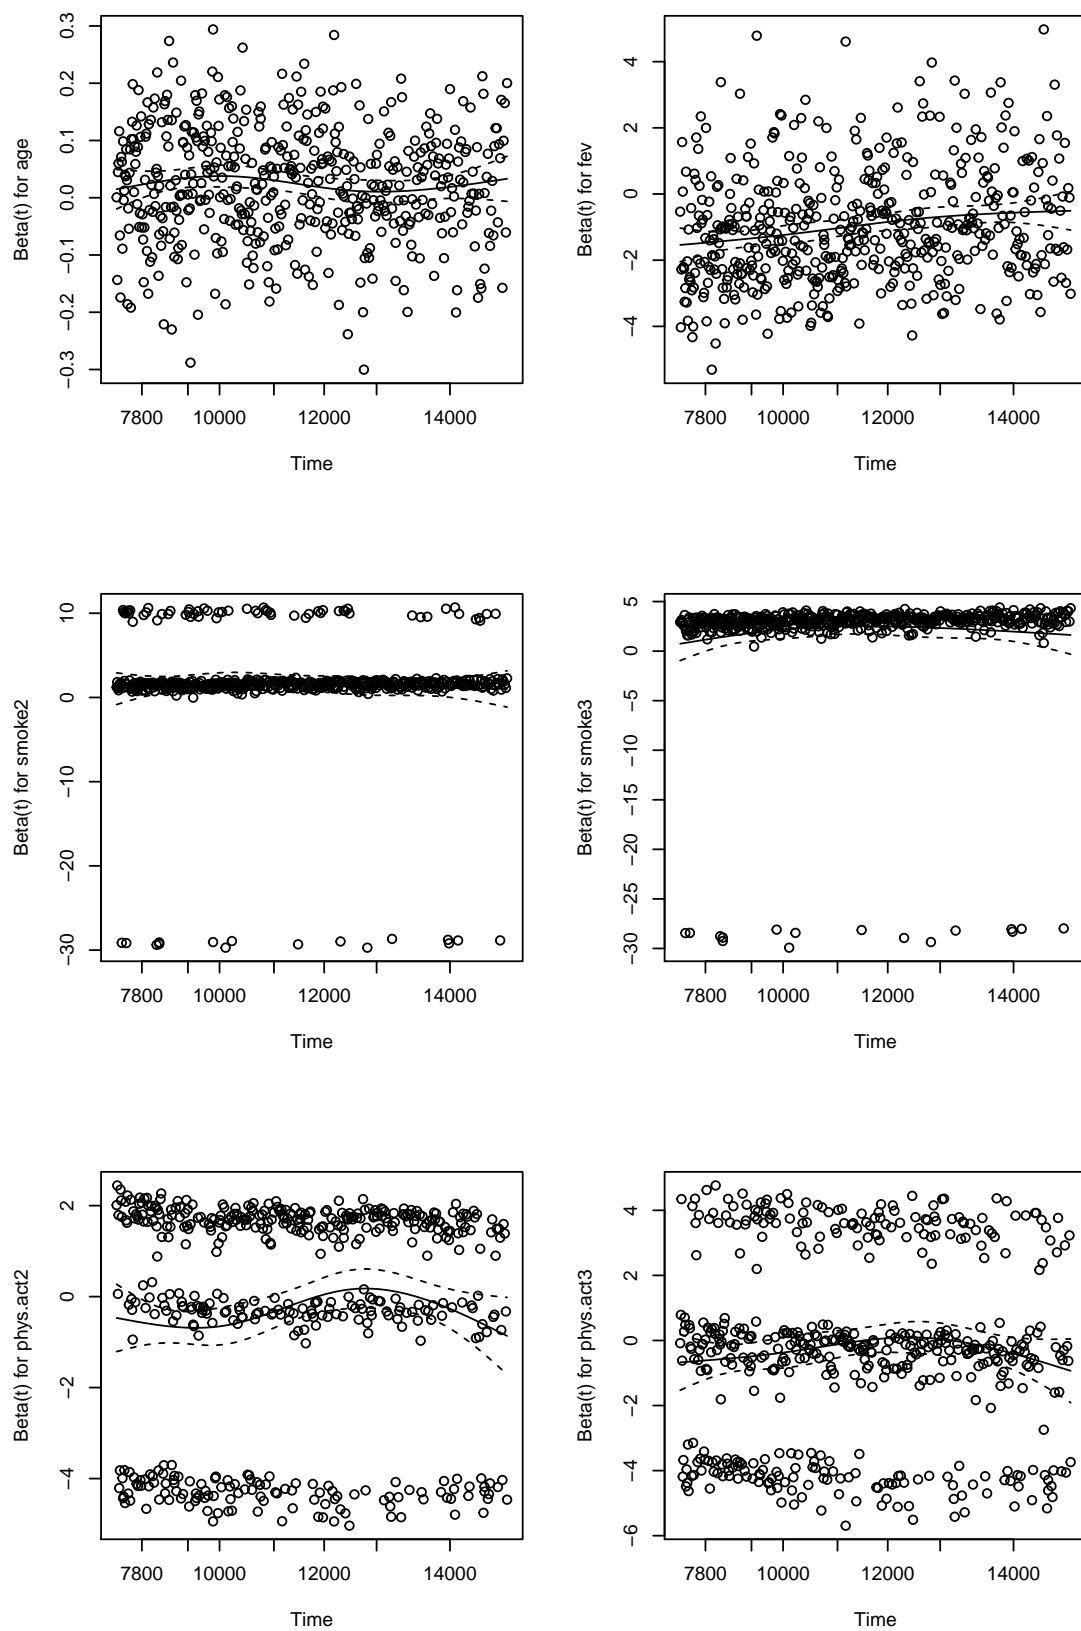 0.3
0.2
0.1
0.0
−0.1
−0.2
−0.3
Beta(t) for age
7800 10000 12000 14000
Time
4
2
0
−2
−4
Beta(t) for fev
7800 10000 12000 14000
Time
10
0
−10
−20
−30
Beta(t) for smoke2
7800 10000 12000 14000
Time
5
0
−5
−10
−15
−20
−25
−30
Beta(t) for smoke3
7800 10000 12000 14000
Time
2
0
−2
−4
Beta(t) for phys.act2
7800 10000 12000 14000
Time
4
2
0
−2
−4
−6
Beta(t) for phys.act3
7800 10000 12000 14000
Time